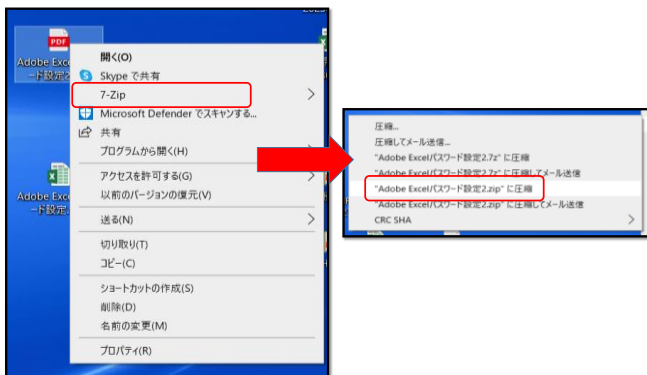 PDF
Adobe Exc
ード設定2
開く(O)
Skype で共有
7-Zip
Microsoft Defender でスキャンする...
共有
プログラムから開く(H)
アクセスを許可する(G)
以前のバージョンの復元(V)
送る(N)
切り取り(T)
コピー(C)
ショートカットの作成(S)
削除(D)
名前の変更(M)
プロパティ(R)
Adobe Exc
ード設定
圧縮...
圧縮してメール送信...
"Adobe Excelパスワード設定2.7z" に圧縮
"Adobe Excelパスワード設定2.7z" に圧縮してメール送信
"Adobe Excelパスワード設定2.zip" に圧縮
"Adobe Excelパスワード設定2.zip" に圧縮してメール送信
CRC SHA